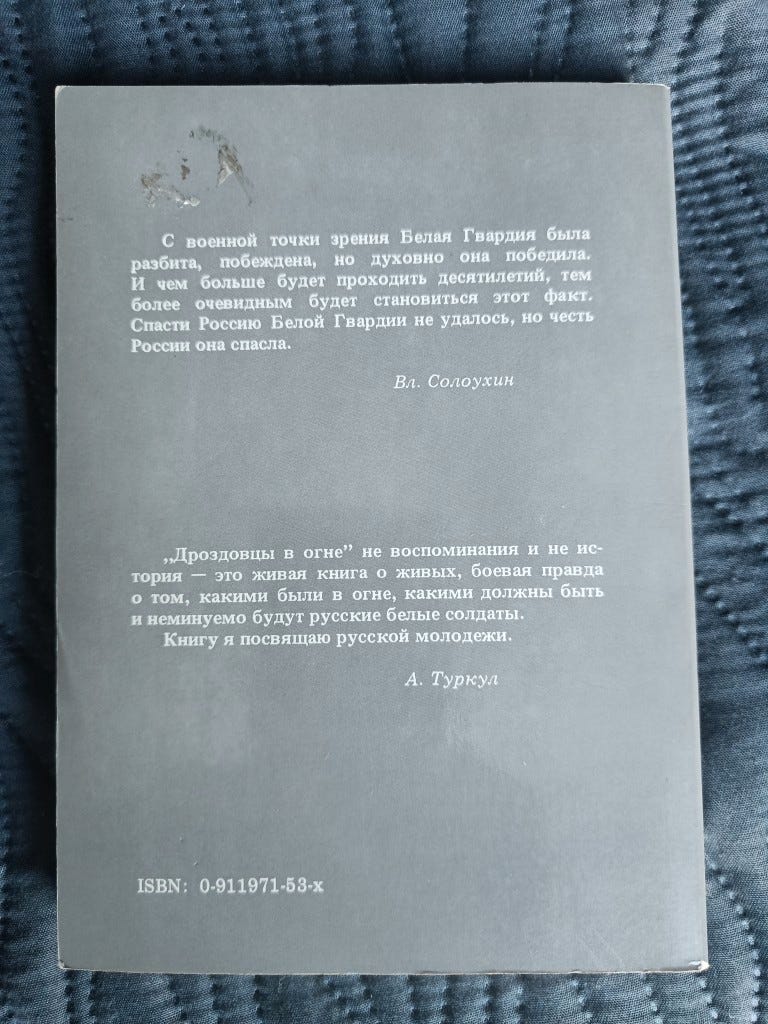 С военной точки зрения Белая Гвардия была
разбита, побеждена, но духовно она победила.
И чем больше будет проходить десятилетий, тем
более очевидным будет становиться этот факт.
Спасти Россию Белой Гвардии не удалось, но честь
России она спасла.
Вл. Солоухин
„Дроздовцы в огне” не воспоминания и не ис-
тория — это живая книга о живых, боевая правда
о том, какими были в огне, какими должны быть
и неминуемо будут русские белые солдаты.
Книгу я посвящаю русской молодежи.
А. Туркул
ISBN: 0-911971-53-x